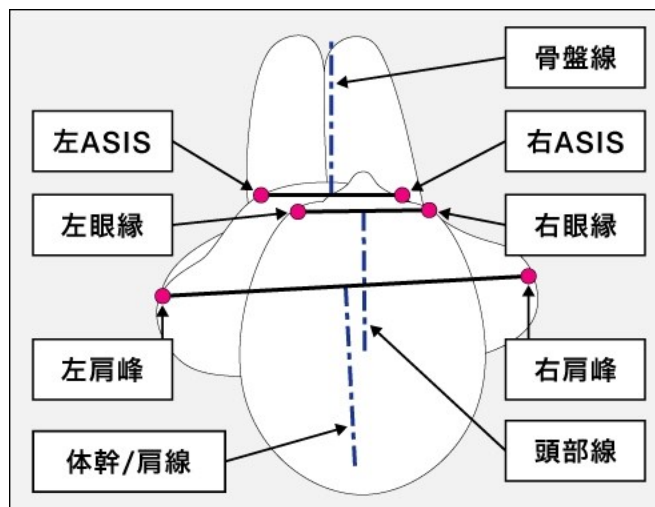 骨盤線
左ASIS
右ASIS
左眼縁
右眼縁
左肩峰
右肩峰
体幹/肩線
頭部線